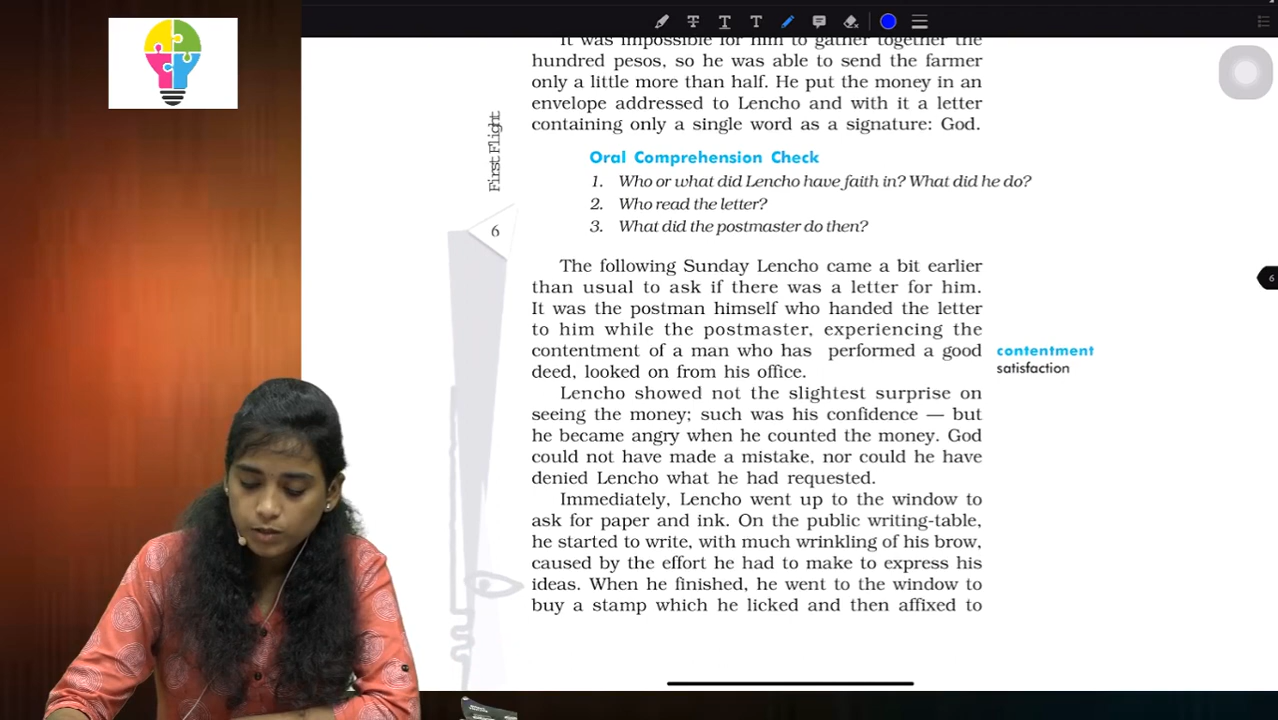 It was impossible for him to gather together the
hundred pesos, so he was able to send the farmer
only a little more than half. He put the money in an
envelope addressed to Lencho and with it a letter
containing only a single word as a signature: God.
First Flight
6
Oral Comprehension Check
1. Who or what did Lencho have faith in? What did he do?
2. Who read the letter?
3. What did the postmaster do then?
The following Sunday Lencho came a bit earlier
than usual to ask if there was a letter for him.
It was the postman himself who handed the letter
to him while the postmaster, experiencing the
contentment of a man who has performed a good
deed, looked on from his office.
contentment
satisfaction
6
Lencho showed not the slightest surprise on
seeing the money; such was his confidence — but
he became angry when he counted the money. God
could not have made a mistake, nor could he have
denied Lencho what he had requested.
Immediately, Lencho went up to the window to
ask for paper and ink. On the public writing-table,
he started to write, with much wrinkling of his brow,
caused by the effort he had to make to express his
ideas. When he finished, he went to the window to
buy a stamp which he licked and then affixed to